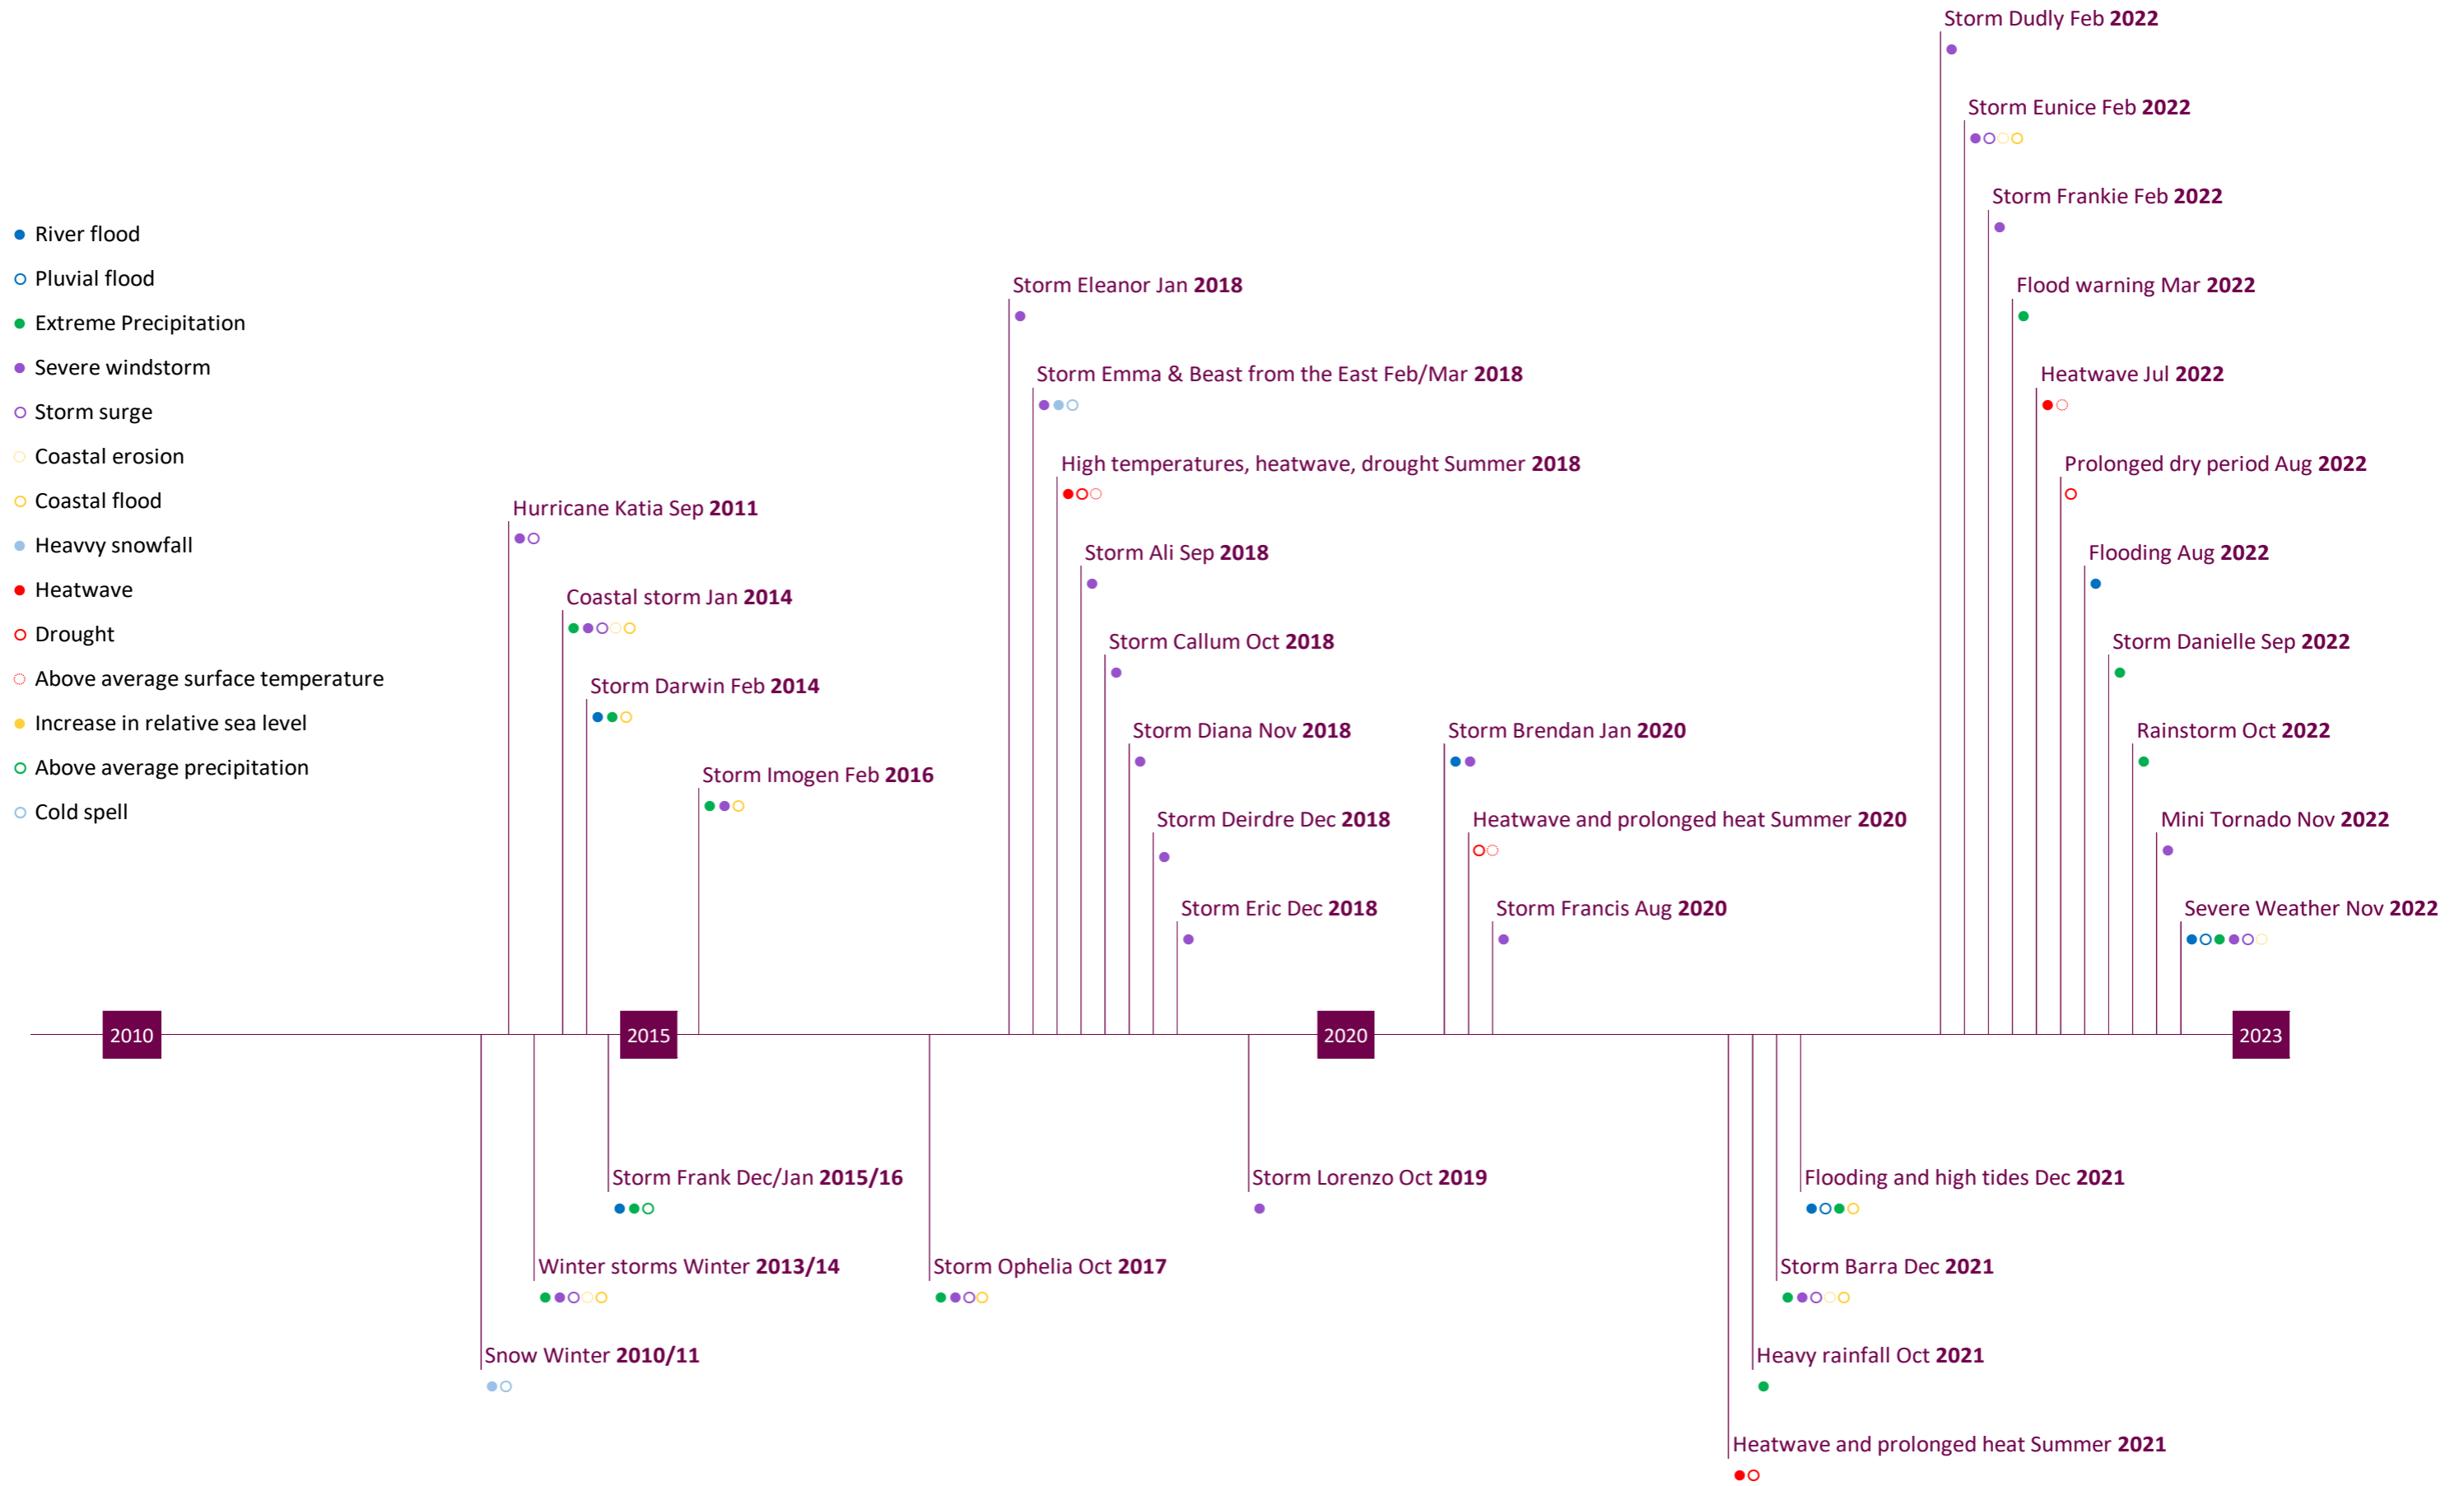 Storm Dudly Feb 2022
Storm Eunice Feb 2022
Storm Frankie Feb 2022
Flood warning Mar 2022
Heatwave Jul 2022
Prolonged dry period Aug 2022
Flooding Aug 2022
Storm Danielle Sep 2022
Rainstorm Oct 2022
Mini Tornado Nov 2022
Severe Weather Nov 2022
River flood
Pluvial flood
Extreme Precipitation
Severe windstorm
Storm surge
Coastal erosion
Coastal flood
Heavvy snowfall
Heatwave
Drought
Above average surface temperature
Increase in relative sea level
Above average precipitation
Cold spell
Hurricane Katia Sep 2011
Coastal storm Jan 2014
Storm Darwin Feb 2014
Storm Imogen Feb 2016
Storm Eleanor Jan 2018
Storm Emma & Beast from the East Feb/Mar 2018
High temperatures, heatwave, drought Summer 2018
Storm Ali Sep 2018
Storm Callum Oct 2018
Storm Diana Nov 2018
Storm Deirdre Dec 2018
Storm Eric Dec 2018
Storm Brendan Jan 2020
Heatwave and prolonged heat Summer 2020
Storm Francis Aug 2020
2010
2015
2020
2023
Storm Frank Dec/Jan 2015/16
Winter storms Winter 2013/14
Snow Winter 2010/11
Storm Ophelia Oct 2017
Storm Lorenzo Oct 2019
Flooding and high tides Dec 2021
Storm Barra Dec 2021
Heavy rainfall Oct 2021
Heatwave and prolonged heat Summer 2021